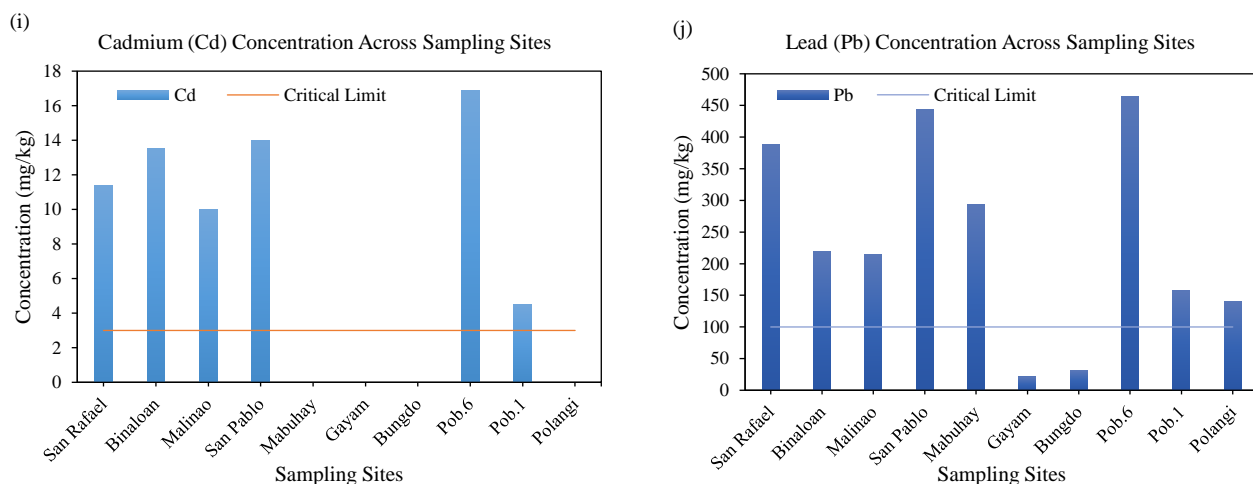 (i)
Cadmium (Cd) Concentration Across Sampling Sites
Concentration (mg/kg)
18
16
14
12
10
8
6
4
2
0
Cd
Critical Limit
San Rafael
Binaloan
Malinao
San Pablo
Mabuhay
Gayam
Bungdo
Pob.6
Pob.1
Polangi
Sampling Sites
(j)
Lead (Pb) Concentration Across Sampling Sites
Concentration (mg/kg)
500
450
400
350
300
250
200
150
100
50
0
Pb
Critical Limit
San Rafael
Binaloan
Malinao
San Pablo
Mabuhay
Gayam
Bungdo
Pob.6
Pob.1
Polangi
Sampling Sites